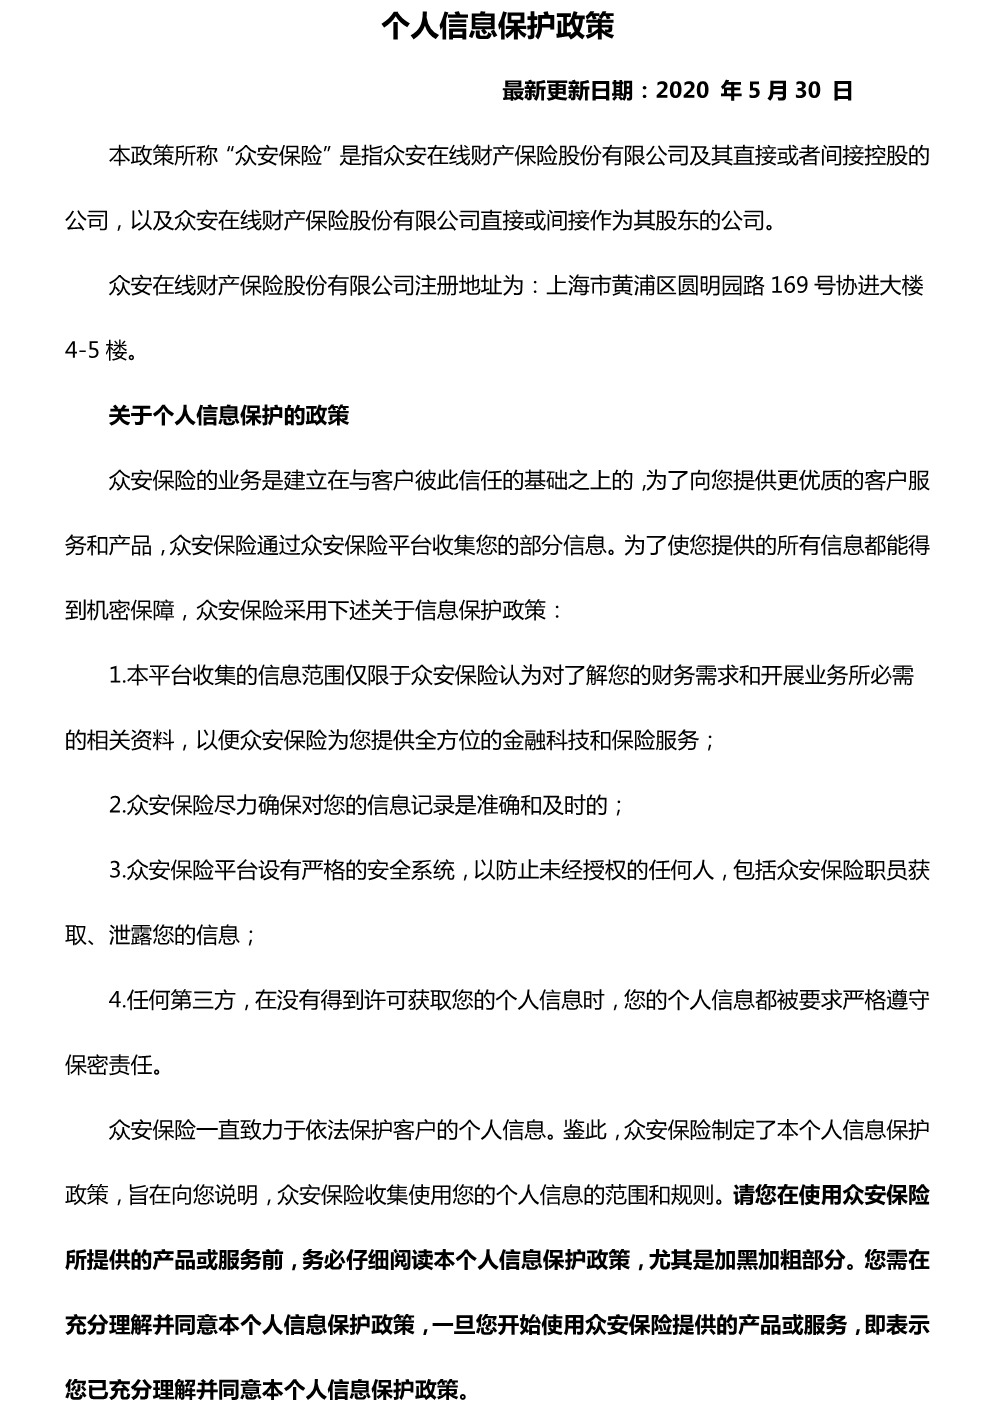 个人信息保护政策
最新更新日期：2020 年 5 月 30 日
本政策所称“众安保险”是指众安在线财产保险股份有限公司及其直接或者间接控股的
公司，以及众安在线财产保险股份有限公司直接或间接作为其股东的公司。
众安在线财产保险股份有限公司注册地址为：上海市黄浦区圆明园路 169 号协进大楼
4-5 楼。
关于个人信息保护的政策
众安保险的业务是建立在与客户彼此信任的基础之上的，为了向您提供更优质的客户服
务和产品，众安保险通过众安保险平台收集您的部分信息。为了使您提供的所有信息都能得
到机密保障，众安保险采用下述关于信息保护政策：
1.本平台收集的信息范围仅限于众安保险认为对了解您的财务需求和开展业务所必需
的相关资料，以便众安保险为您提供全方位的金融科技和保险服务；
2.众安保险尽力确保对您的信息记录是准确和及时的；
3.众安保险平台设有严格的安全系统，以防止未经授权的任何人，包括众安保险职员获
取、泄露您的信息；
4.任何第三方，在没有得到许可获取您的个人信息时，您的个人信息都被要求严格遵守
保密责任。
众安保险一直致力于依法保护客户的个人信息。鉴此，众安保险制定了本个人信息保护
政策，旨在向您说明，众安保险收集使用您的个人信息的范围和规则。请您在使用众安保险
所提供的产品或服务前，务必仔细阅读本个人信息保护政策，尤其是加黑加粗部分。您需在
充分理解并同意本个人信息保护政策，一旦您开始使用众安保险提供的产品或服务，即表示
您已充分理解并同意本个人信息保护政策。